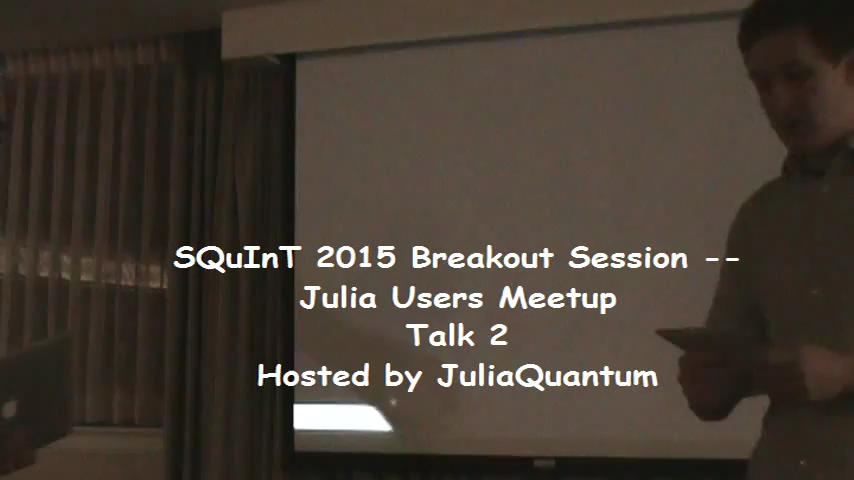 SQuInT 2015 Breakout Session --
Julia Users Meetup
Talk 2
Hosted by JuliaQuantum